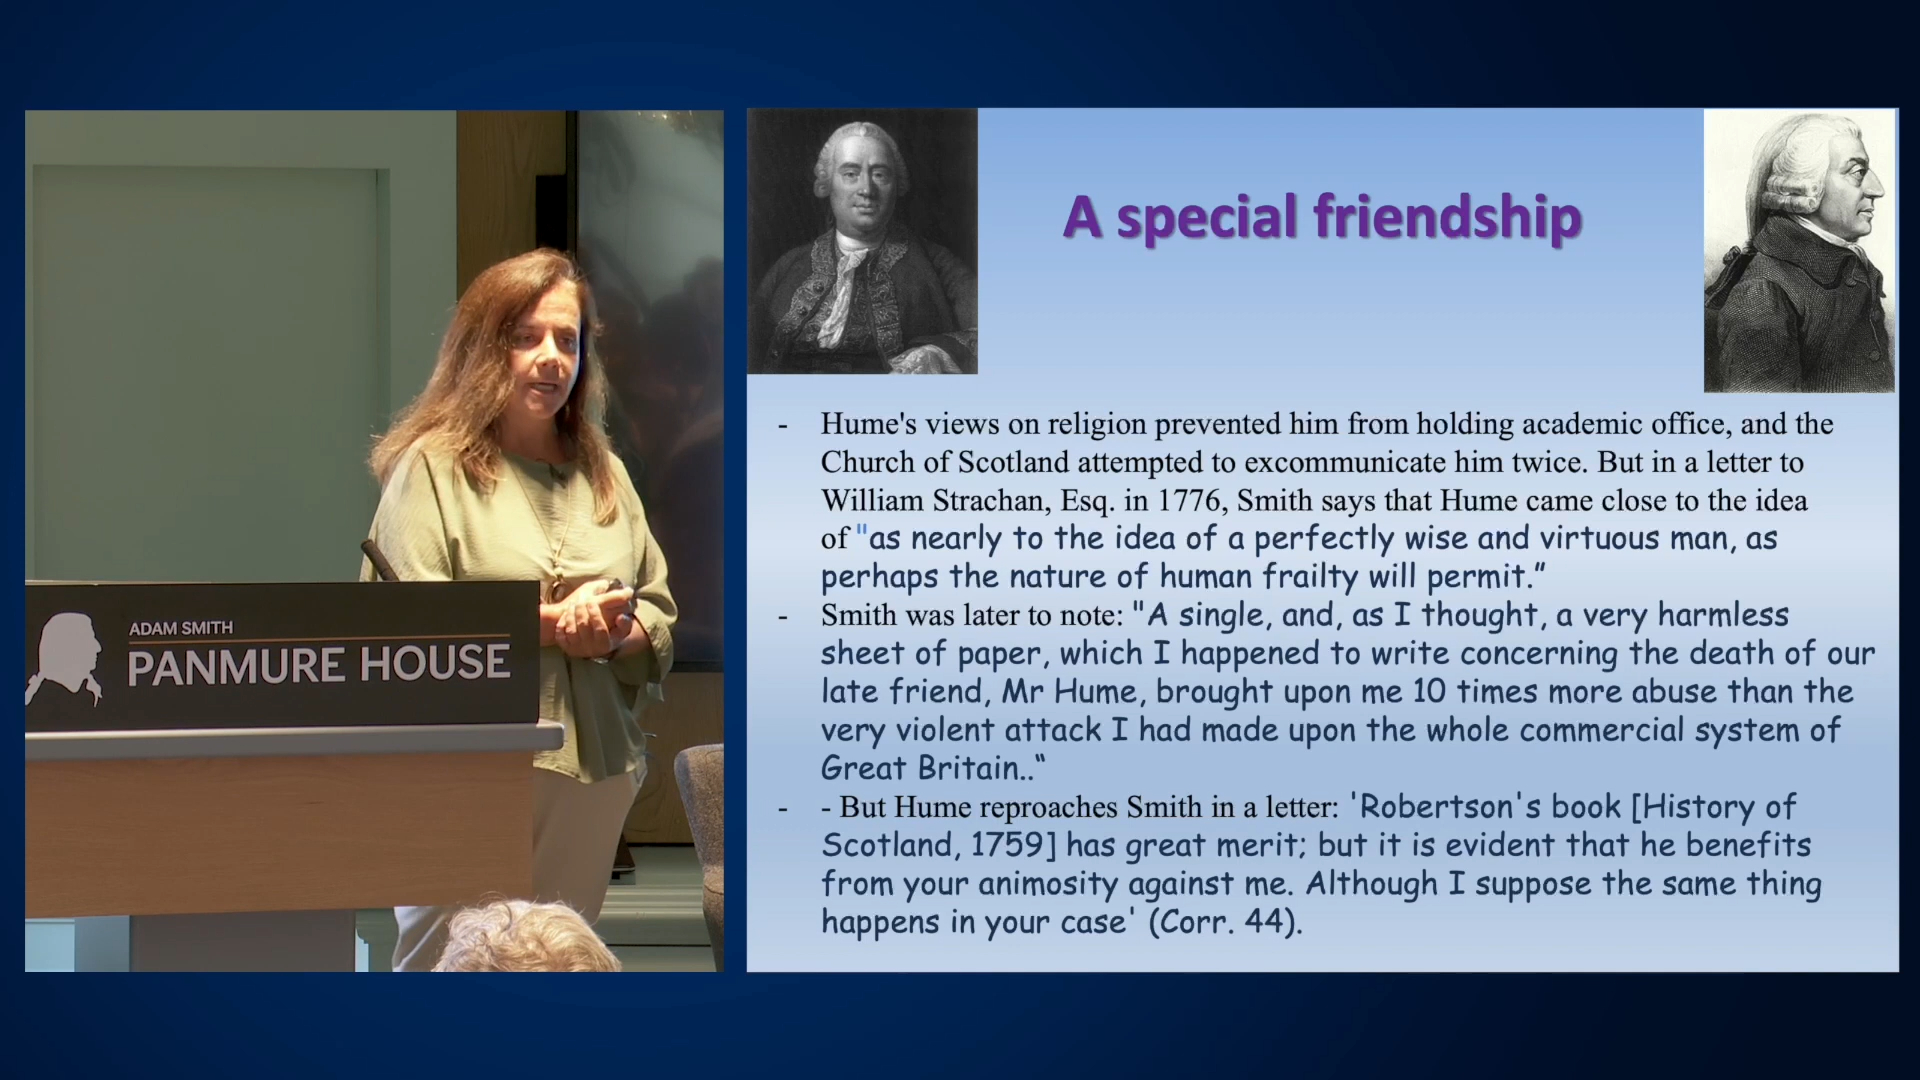 ADAM SMITH
PANMURE HOUSE
A special friendship
- Hume's views on religion prevented him from holding academic office, and the
Church of Scotland attempted to excommunicate him twice. But in a letter to
William Strachan, Esq. in 1776, Smith says that Hume came close to the idea
of "as nearly to the idea of a perfectly wise and virtuous man, as
perhaps the nature of human frailty will permit.”
- Smith was later to note: "A single, and, as I thought, a very harmless
sheet of paper, which I happened to write concerning the death of our
late friend, Mr Hume, brought upon me 10 times more abuse than the
very violent attack I had made upon the whole commercial system of
Great Britain..“
- - But Hume reproaches Smith in a letter: 'Robertson's book [History of
Scotland, 1759] has great merit; but it is evident that he benefits
from your animosity against me. Although I suppose the same thing
happens in your case' (Corr. 44).